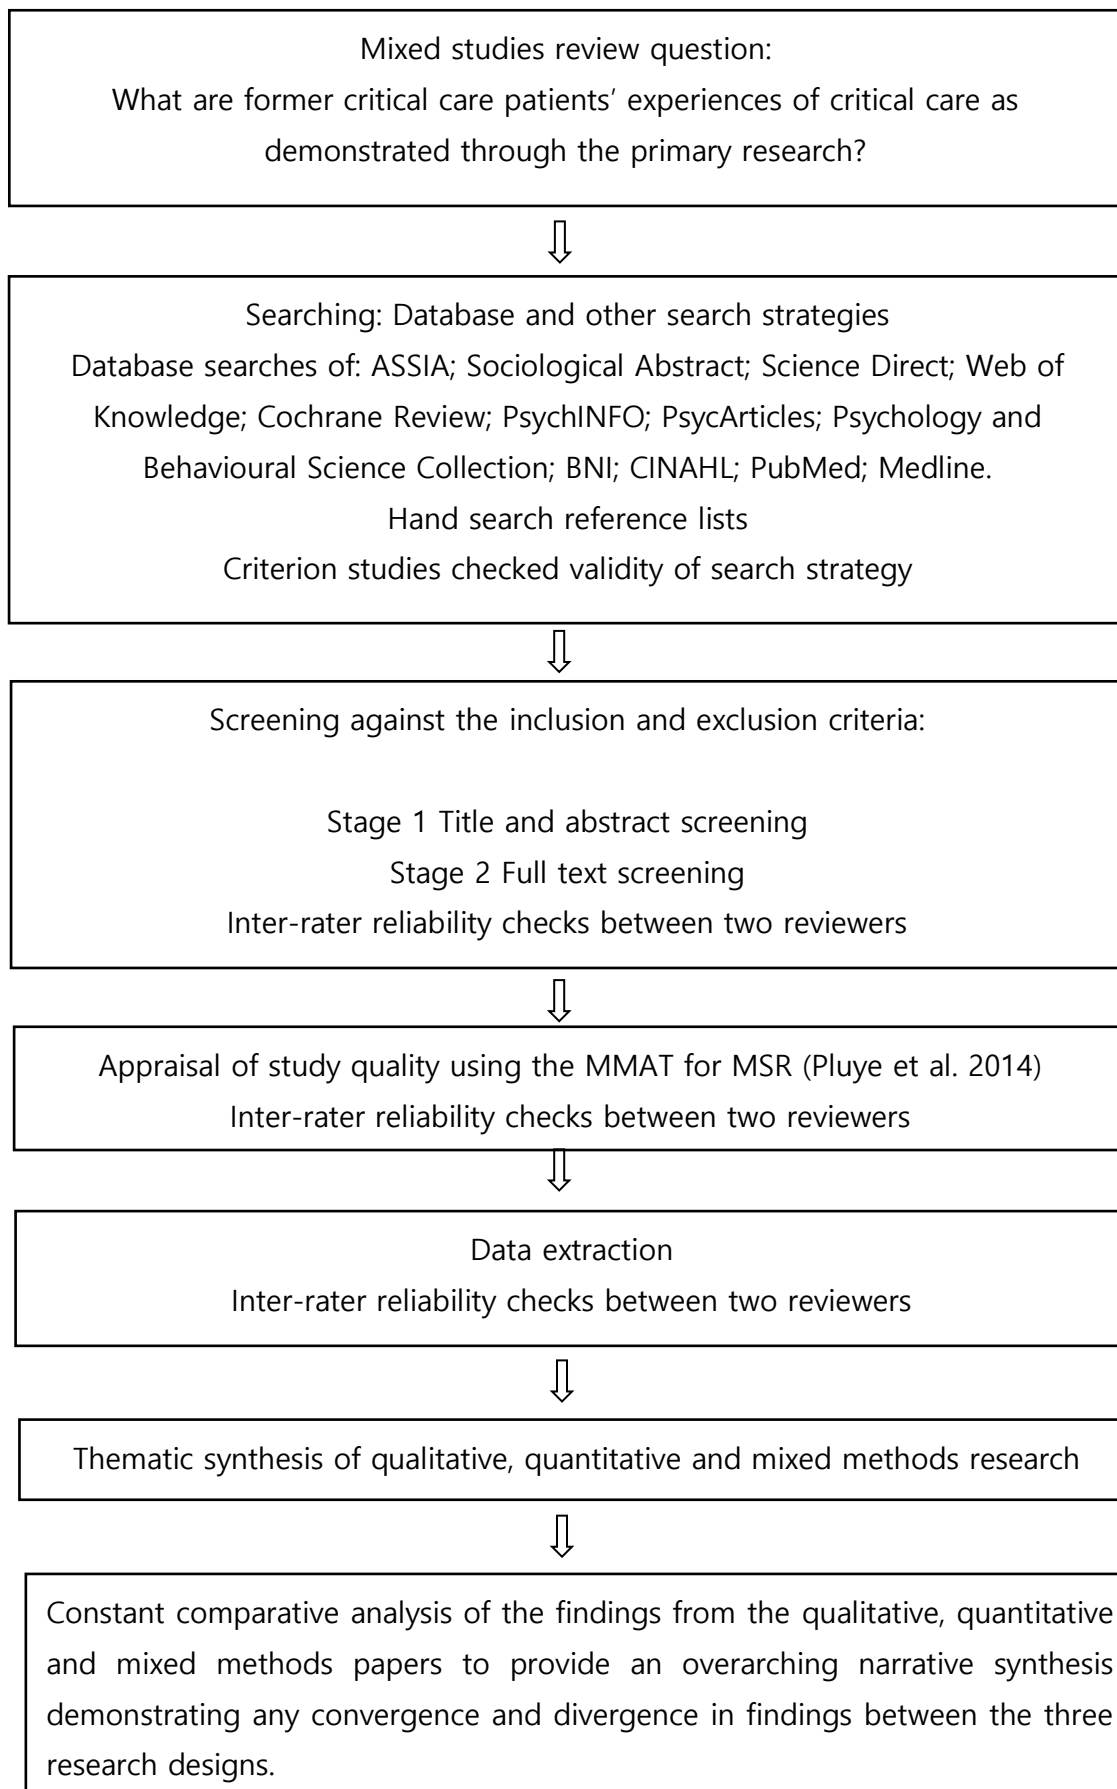 Mixed studies review question:
What are former critical care patients’ experiences of critical care as
demonstrated through the primary research?
Searching: Database and other search strategies
Database searches of: ASSIA; Sociological Abstract; Science Direct; Web of
Knowledge; Cochrane Review; PsychINFO; PsycArticles; Psychology and
Behavioural Science Collection; BNI; CINAHL; PubMed; Medline.
Hand search reference lists
Criterion studies checked validity of search strategy
Screening against the inclusion and exclusion criteria:
Stage 1 Title and abstract screening
Stage 2 Full text screening
Inter-rater reliability checks between two reviewers
Appraisal of study quality using the MMAT for MSR (Pluye et al. 2014)
Inter-rater reliability checks between two reviewers
Data extraction
Inter-rater reliability checks between two reviewers
Thematic synthesis of qualitative, quantitative and mixed methods research
Constant comparative analysis of the findings from the qualitative, quantitative
and mixed methods papers to provide an overarching narrative synthesis
demonstrating any convergence and divergence in findings between the three
research designs.